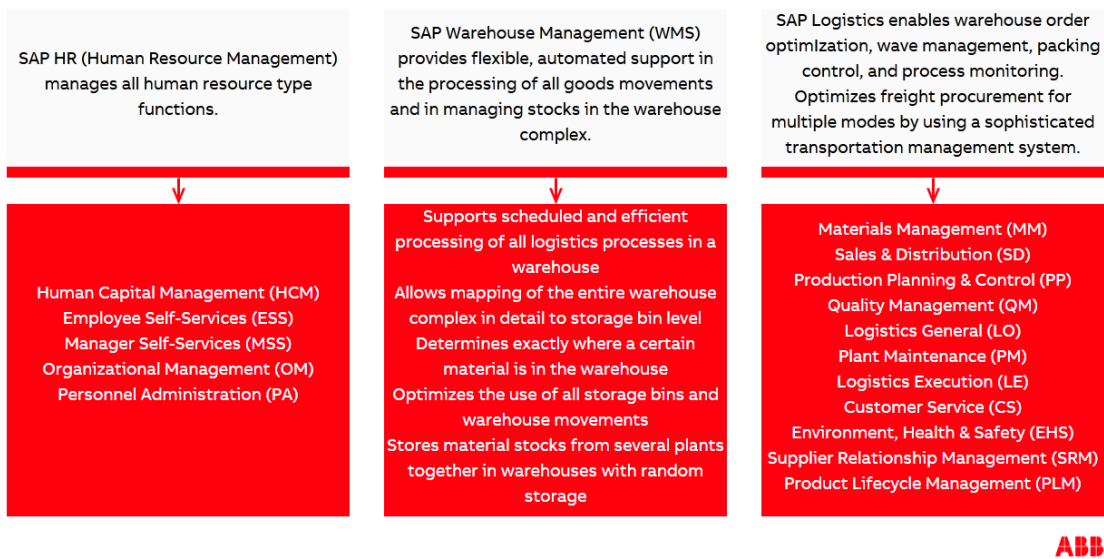 SAP HR (Human Resource Management)
manages all human resource type
functions.
Human Capital Management (HCM)
Employee Self-Services (ESS)
Manager Self-Services (MSS)
Organizational Management (OM)
Personnel Administration (PA)
SAP Warehouse Management (WMS)
provides flexible, automated support in
the processing of all goods movements
and in managing stocks in the warehouse
complex.
Supports scheduled and efficient
processing of all logistics processes in a
warehouse
Allows mapping of the entire warehouse
complex in detail to storage bin level
Determines exactly where a certain
material is in the warehouse
Optimizes the use of all storage bins and
warehouse movements
Stores material stocks from several plants
together in warehouses with random
storage
SAP Logistics enables warehouse order
optimIzation, wave management, packing
control, and process monitoring.
Optimizes freight procurement for
multiple modes by using a sophisticated
transportation management system.
Materials Management (MM)
Sales & Distribution (SD)
Production Planning & Control (PP)
Quality Management (QM)
Logistics General (LO)
Plant Maintenance (PM)
Logistics Execution (LE)
Customer Service (CS)
Environment, Health & Safety (EHS)
Supplier Relationship Management (SRM)
Product Lifecycle Management (PLM)
ABB